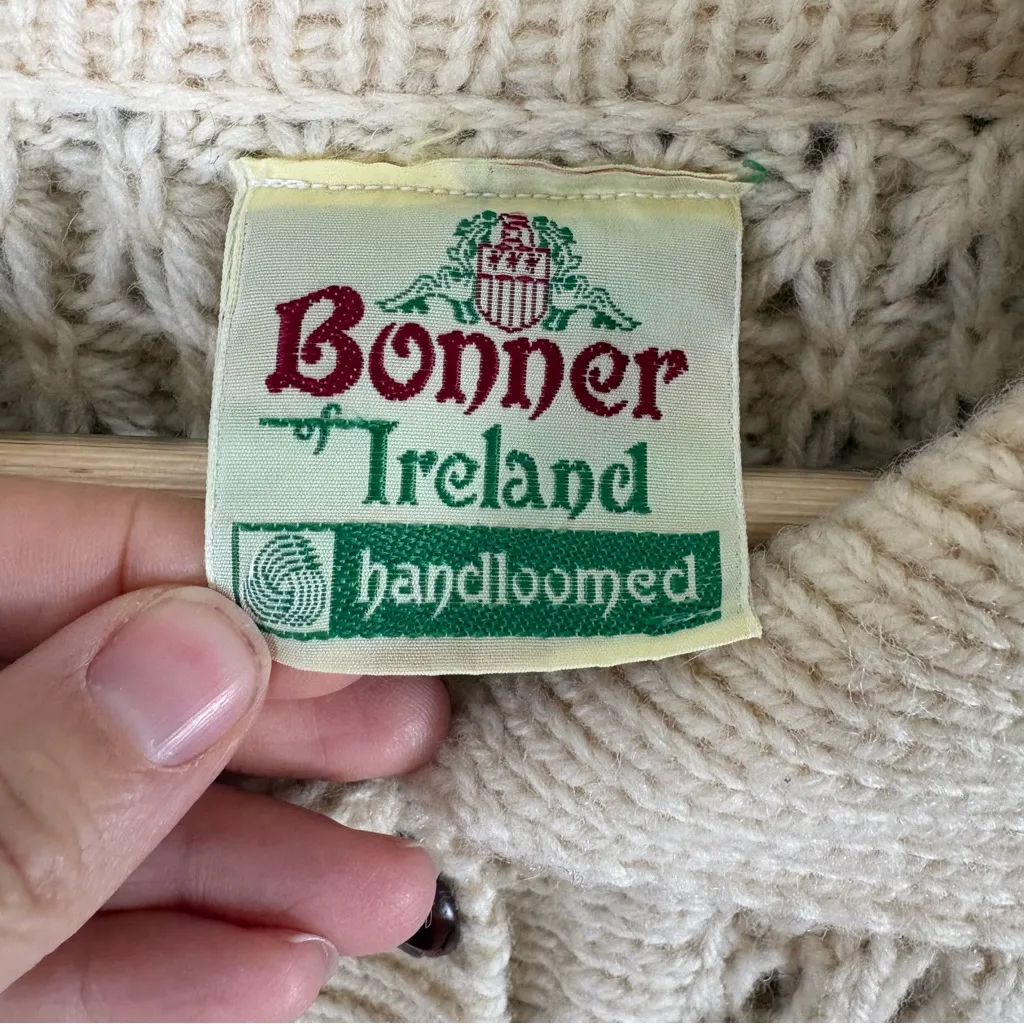 Bonner
of Ireland
handloomed